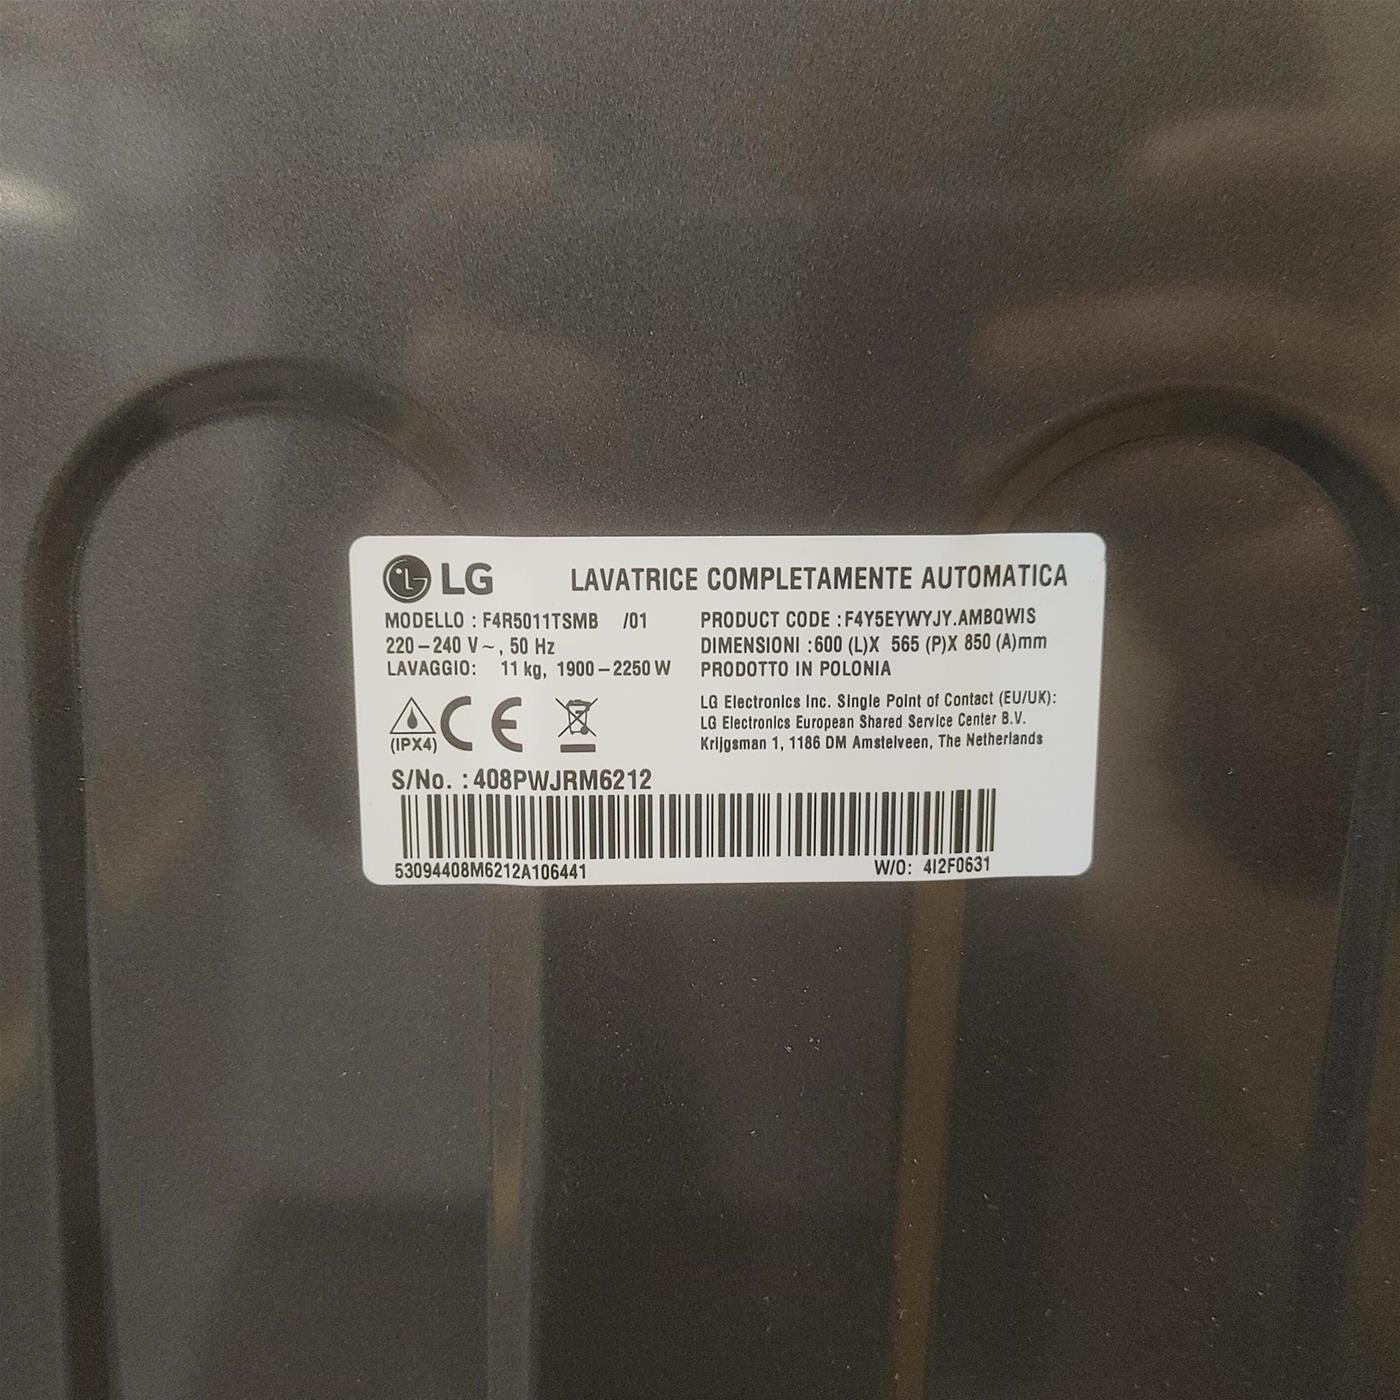 LG LAVATRICE COMPLETAMENTE AUTOMATICA
MODELLO : F4R5011TSMB /01
220-240 V~, 50 Hz
LAVAGGIO: 11 kg, 1900-2250 W
PRODUCT CODE : F4Y5EYWYJY.AMBQWIS
DIMENSIONI :600 (L)X 565 (P)X 850 (A)mm
PRODOTTO IN POLONIA
LG Electronics Inc. Single Point of Contact (EU/UK):
LG Electronics European Shared Service Center B.V.
Krijgsman 1, 1186 DM Amstelveen, The Netherlands
(IPX4) CE
S/No. : 408PWJRM6212
53094408M6212A106441
W/O: 4I2F0631